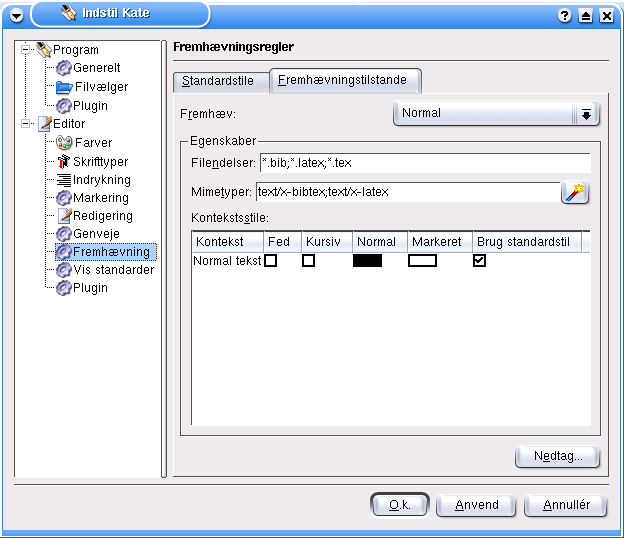 Indstil Kate
Program
Generelt
Filvælger
Plugin
Editor
Farver
Skrifttyper
Indrykning
Markering
Redigering
Genveje
Fremhævning
Vis standarder
Plugin
Fremhævningsregler
Standardstile Fremhævningstilstande
Fremhæv: Normal
Egenskaber
Filendelser: *.bib;*.latex;*.tex
Mimetyper: text/x-bibtex;text/x-latex
Kontekstsstile:
Kontekst Fed Kursiv Normal Markeret Brug standardstil
Normal tekst
Nedtag...
O.k. Anvend Annullér